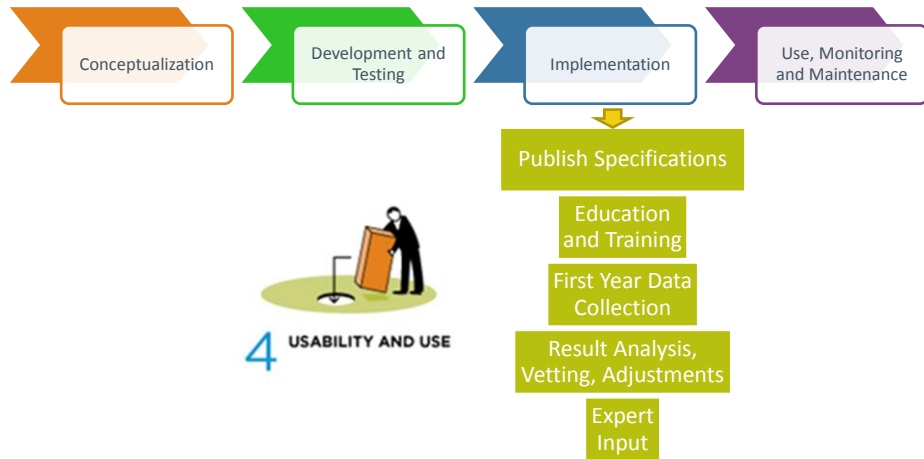 Conceptualization
Development and
Testing
Implementation
Use, Monitoring
and Maintenance
Publish Specifications
Education
and Training
First Year Data
Collection
Result Analysis,
Vetting, Adjustments
Expert
Input
4 USABILITY AND USE